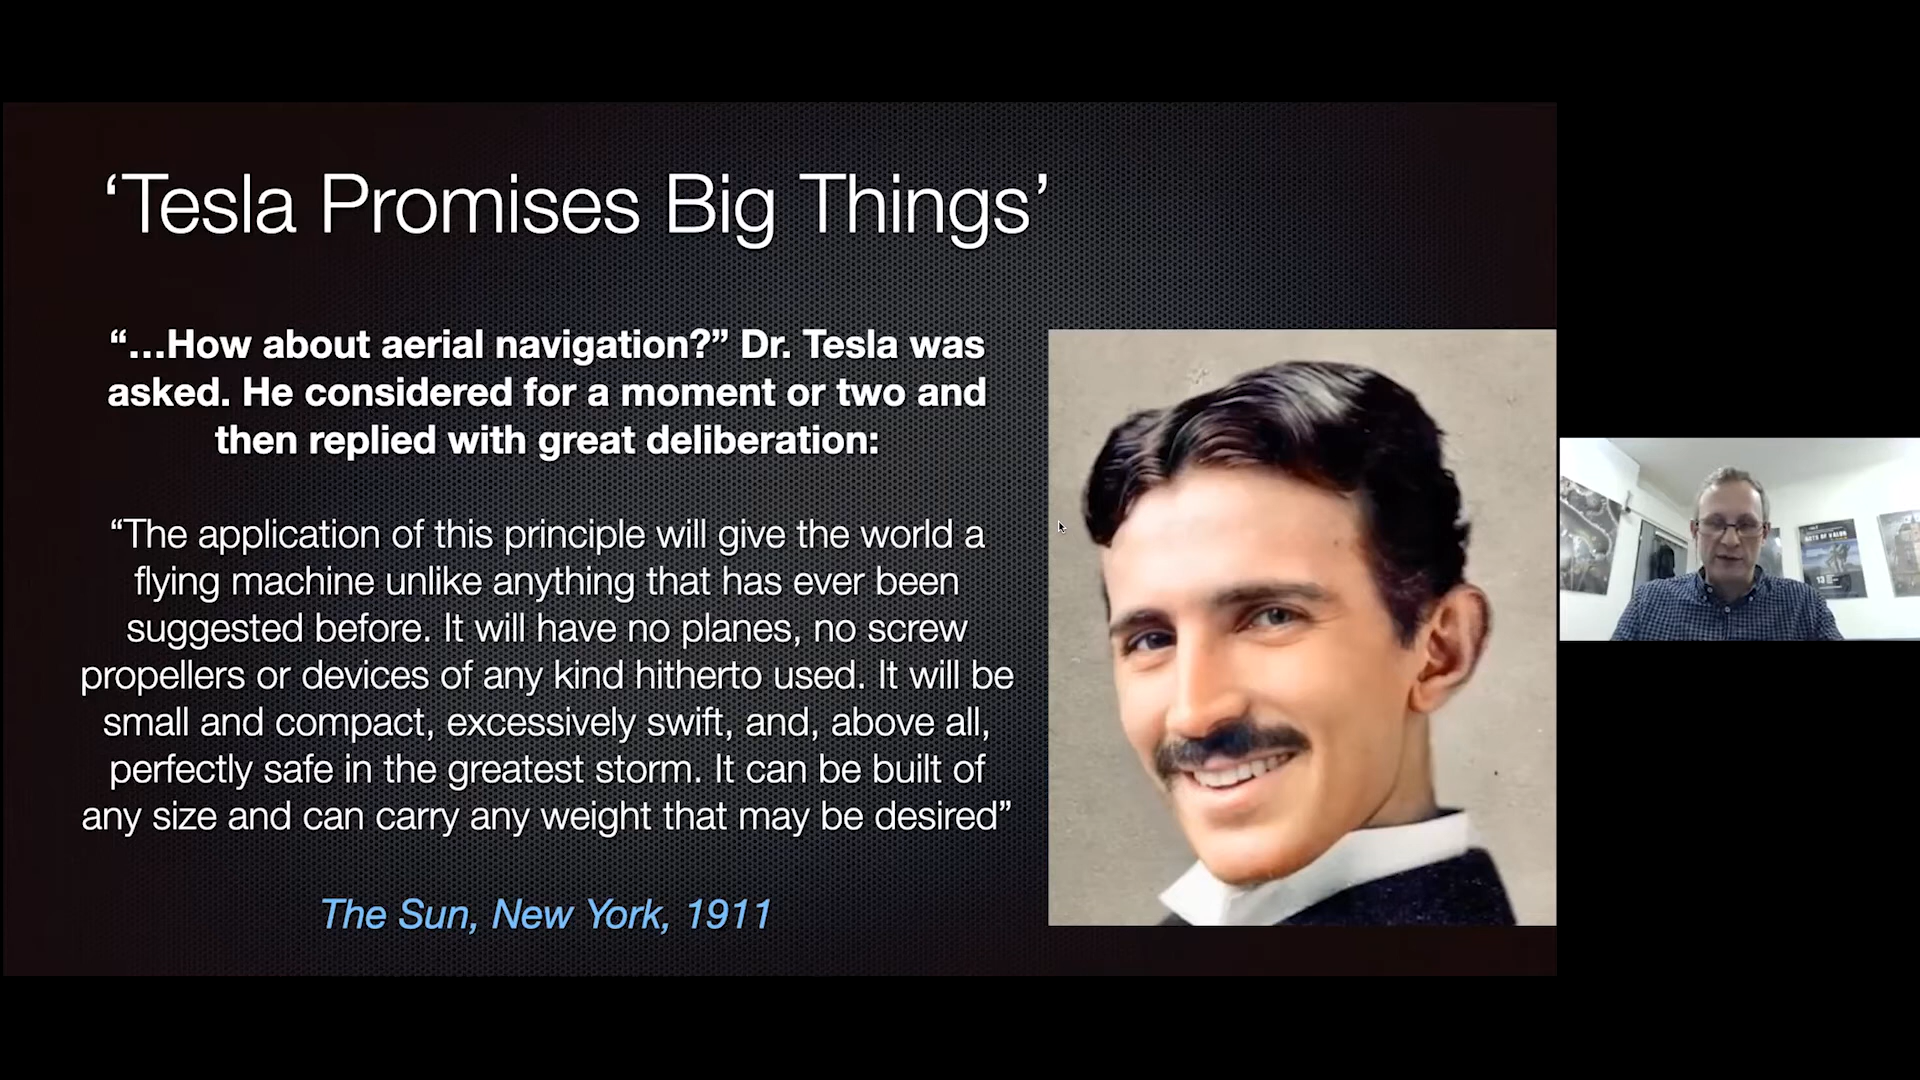 ‘Tesla Promises Big Things’
“...How about aerial navigation?” Dr. Tesla was
asked. He considered for a moment or two and
then replied with great deliberation:
“The application of this principle will give the world a
flying machine unlike anything that has ever been
suggested before. It will have no planes, no screw
propellers or devices of any kind hitherto used. It will be
small and compact, excessively swift, and, above all,
perfectly safe in the greatest storm. It can be built of
any size and can carry any weight that may be desired”
The Sun, New York, 1911
ACTS OF VALOR
13